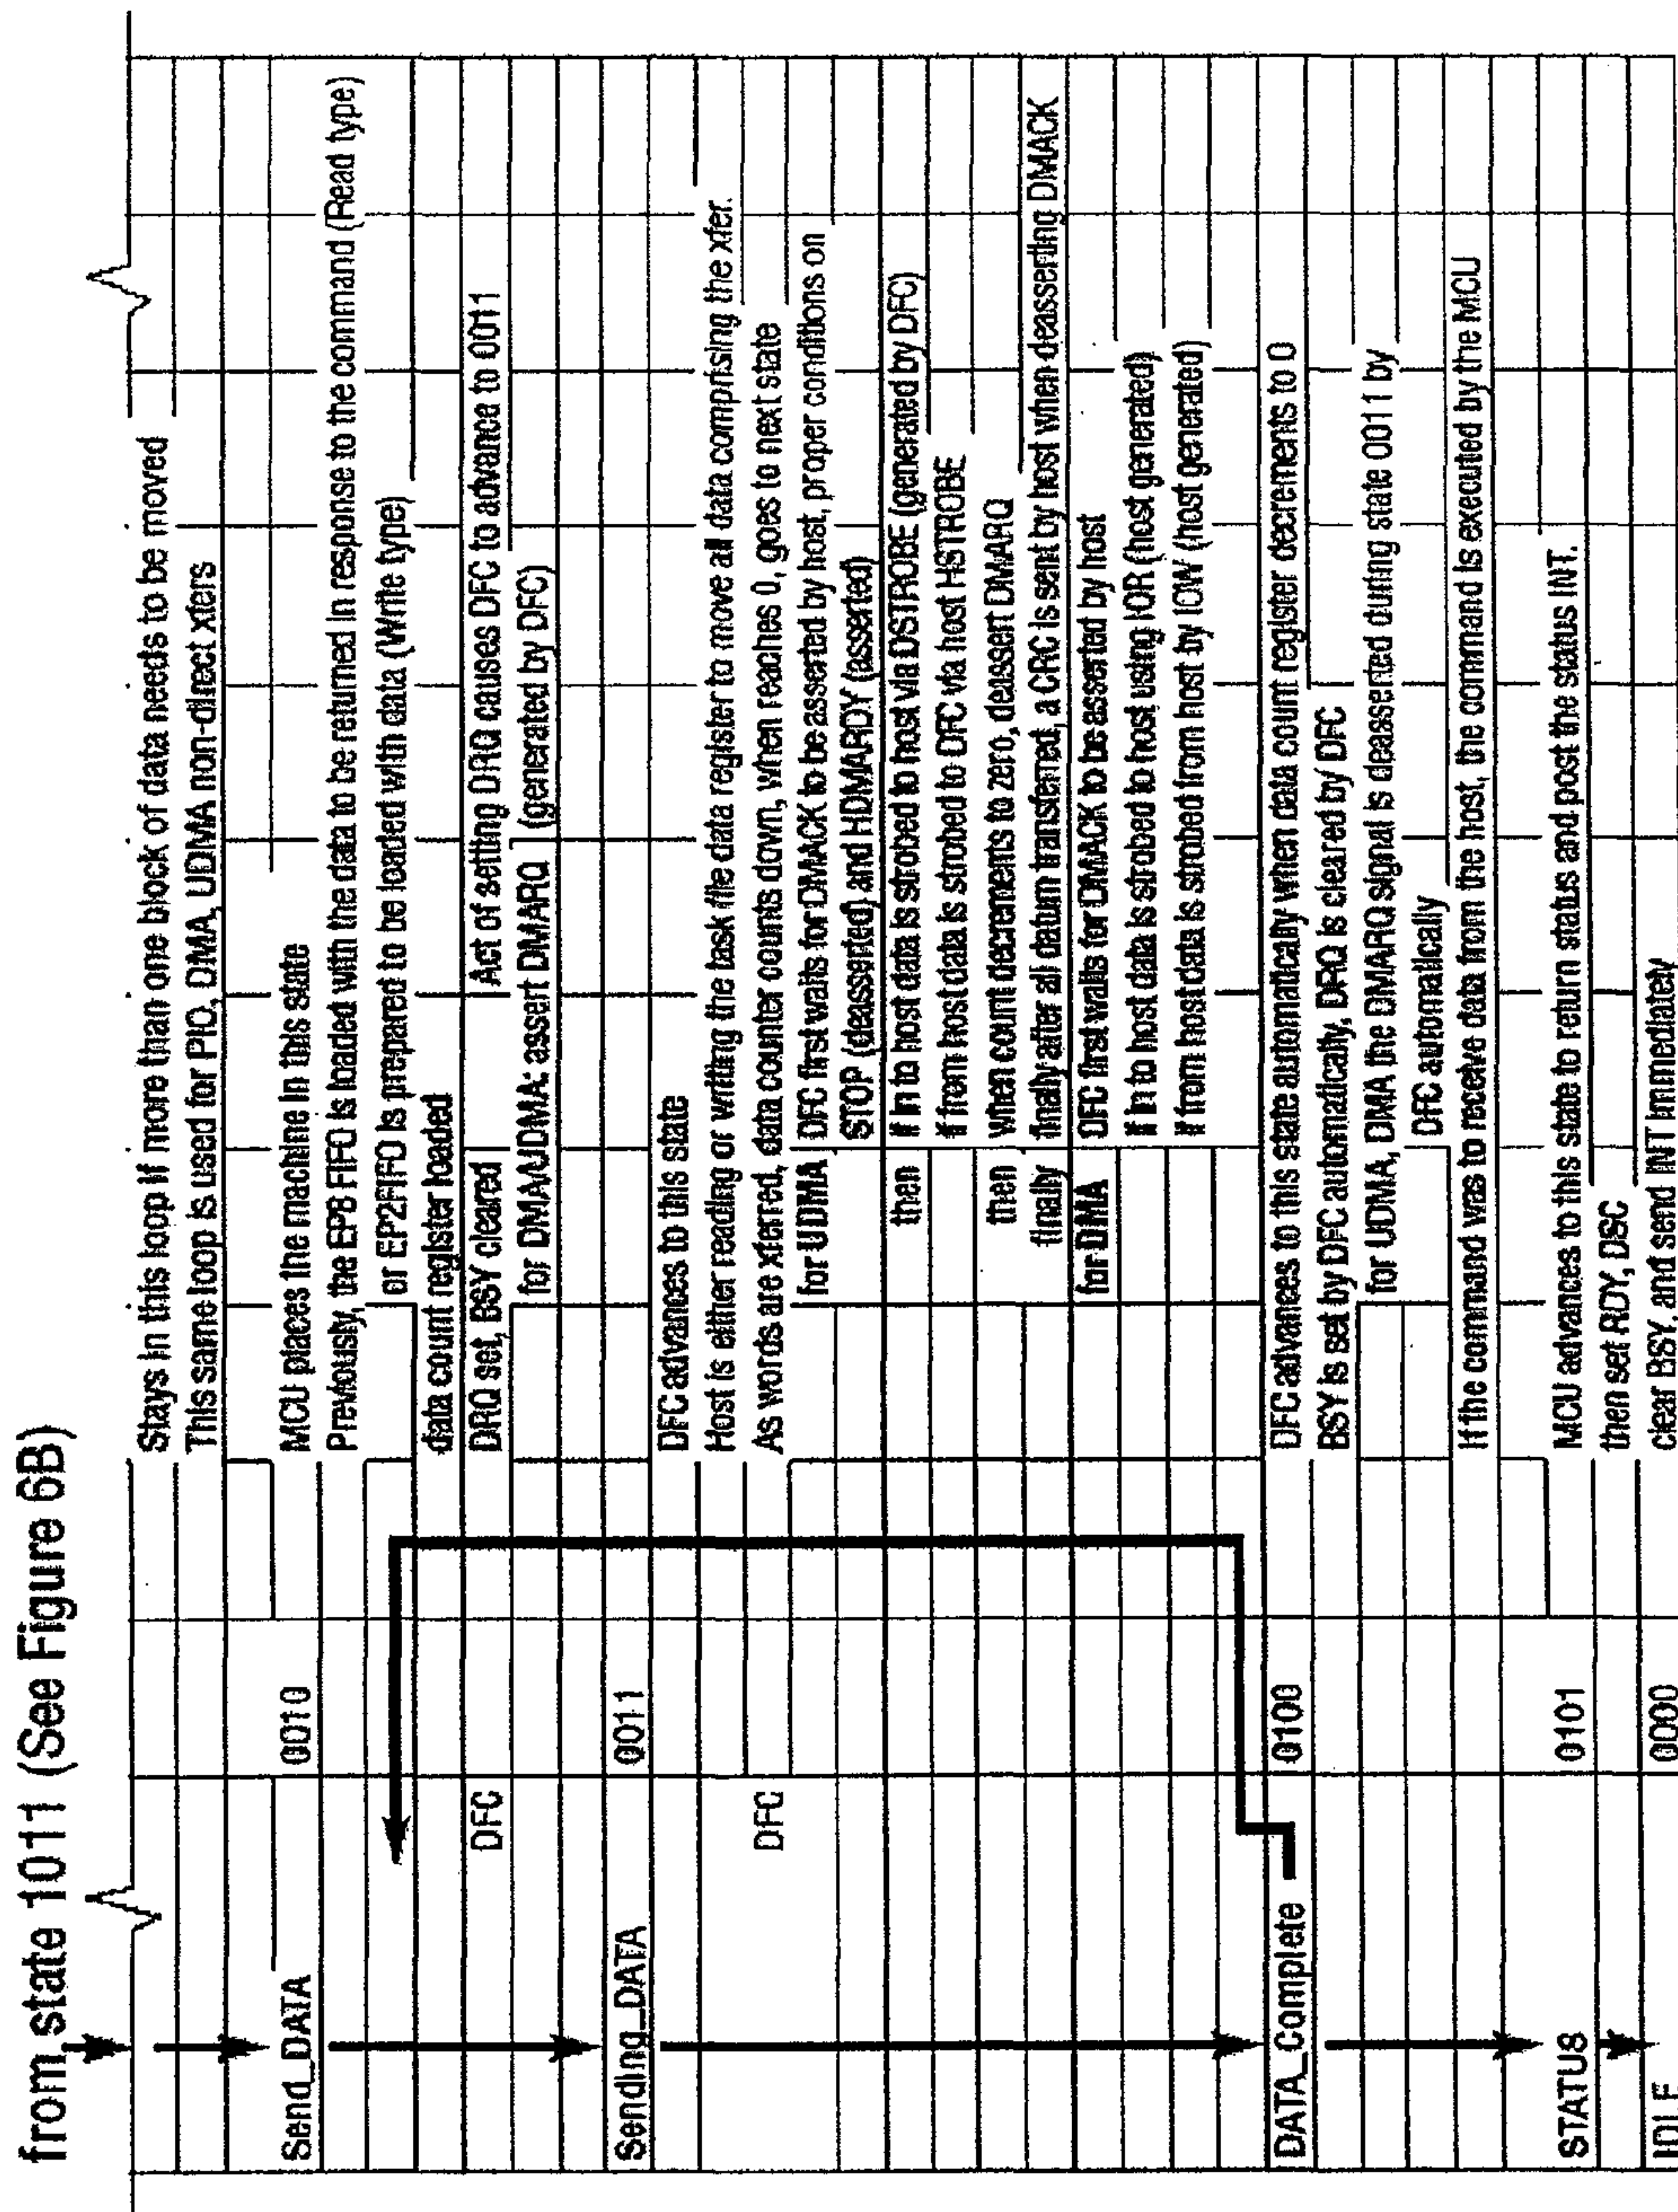 from state 1011 (See Figure 6B)
Stays in this loop if more than one block of data needs to be moved
This same loop is used for PIO, DMA, UDMA non-direct xfers
Send_DATA 0010 MCU places the machine in this state
Previously, the EP8 FIFO is loaded with the data to be returned in response to the command (Read type)
or EP2FIFO is prepared to be loaded with data (Write type)
data count register loaded
DFC DRQ set, BSY cleared Act of setting DRQ causes DFC to advance to 0011
for DMA/UDMA: assert DMARQ (generated by DFC)
Sending_DATA 0011
DFC advances to this state
Host is either reading or writing the task file data register to move all data comprising the xfer.
DFC As words are xferred, data counter counts down, when reaches 0, goes to next state
for UDMA DFC first waits for DMACK to be asserted by host, proper conditions on
STOP (deasserted) and HDMARDY (asserted)
then if in to host data is strobed to host via DSTROBE (generated by DFC)
if from host data is strobed to DFC via host HSTROBE
then when count decrements to zero, deassert DMARQ
finally finally after all datum transferred, a CRC is sent by host when deasserting DMACK
for DMA DFC first waits for DMACK to be asserted by host
if in to host data is strobed to host using IOR (host generated)
if from host data is strobed from host by IOW (host generated)
DATA_Complete 0100 DFC advances to this state automatically when data count register decrements to 0
BSY is set by DFC automatically, DRQ is cleared by DFC
for UDMA, DMA the DMARQ signal is deasserted during state 0011 by
DFC automatically
If the command was to receive data from the host, the command is executed by the MCU
STATUS 0101 MCU advances to this state to return status and post the status INT.
then set RDY, DSC
IDLE 0000 clear BSY, and send INT immediately